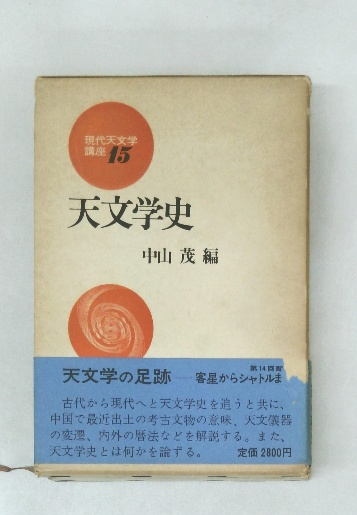 現代天文学
講座 15
天文学史
中山 茂 編
第14回配
天文学の足跡―客星からシャトルま
古代から現代へと天文学史を追うと共に、
中国で最近出土の考古文物の意味、天文儀器
の変遷、内外の暦法などを解説する。また、
天文学史とは何かを論ずる。 定価 2800円